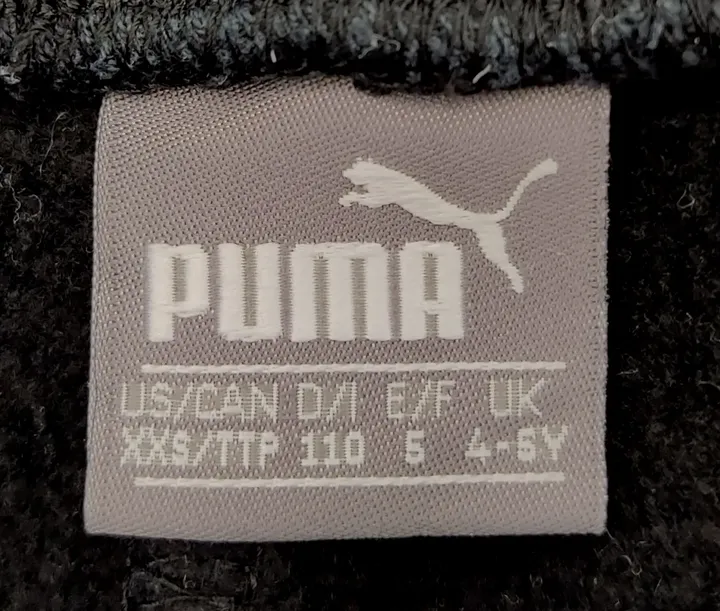 PUMA
US/CAN D/I E/F UK
XXS/TTP 110 5 4-5Y